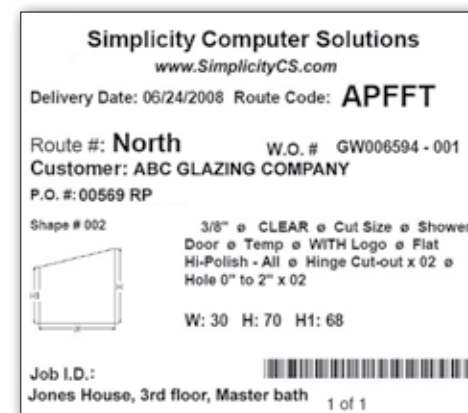 Simplicity Computer Solutions
www.SimplicityCS.com
Delivery Date: 06/24/2008 Route Code: APFFT
Route #: North W.O. # GW006594 - 001
Customer: ABC GLAZING COMPANY
P.O. #: 00569 RP
Shape # 002
3/8" ø CLEAR ø Cut Size ø Shower
Door ø Temp ø WITH Logo ø Flat
Hi-Polish - All ø Hinge Cut-out x 02 ø
Hole 0" to 2" x 02
W: 30 H: 70 H1: 68
Job I.D.:
Jones House, 3rd floor, Master bath 1 of 1